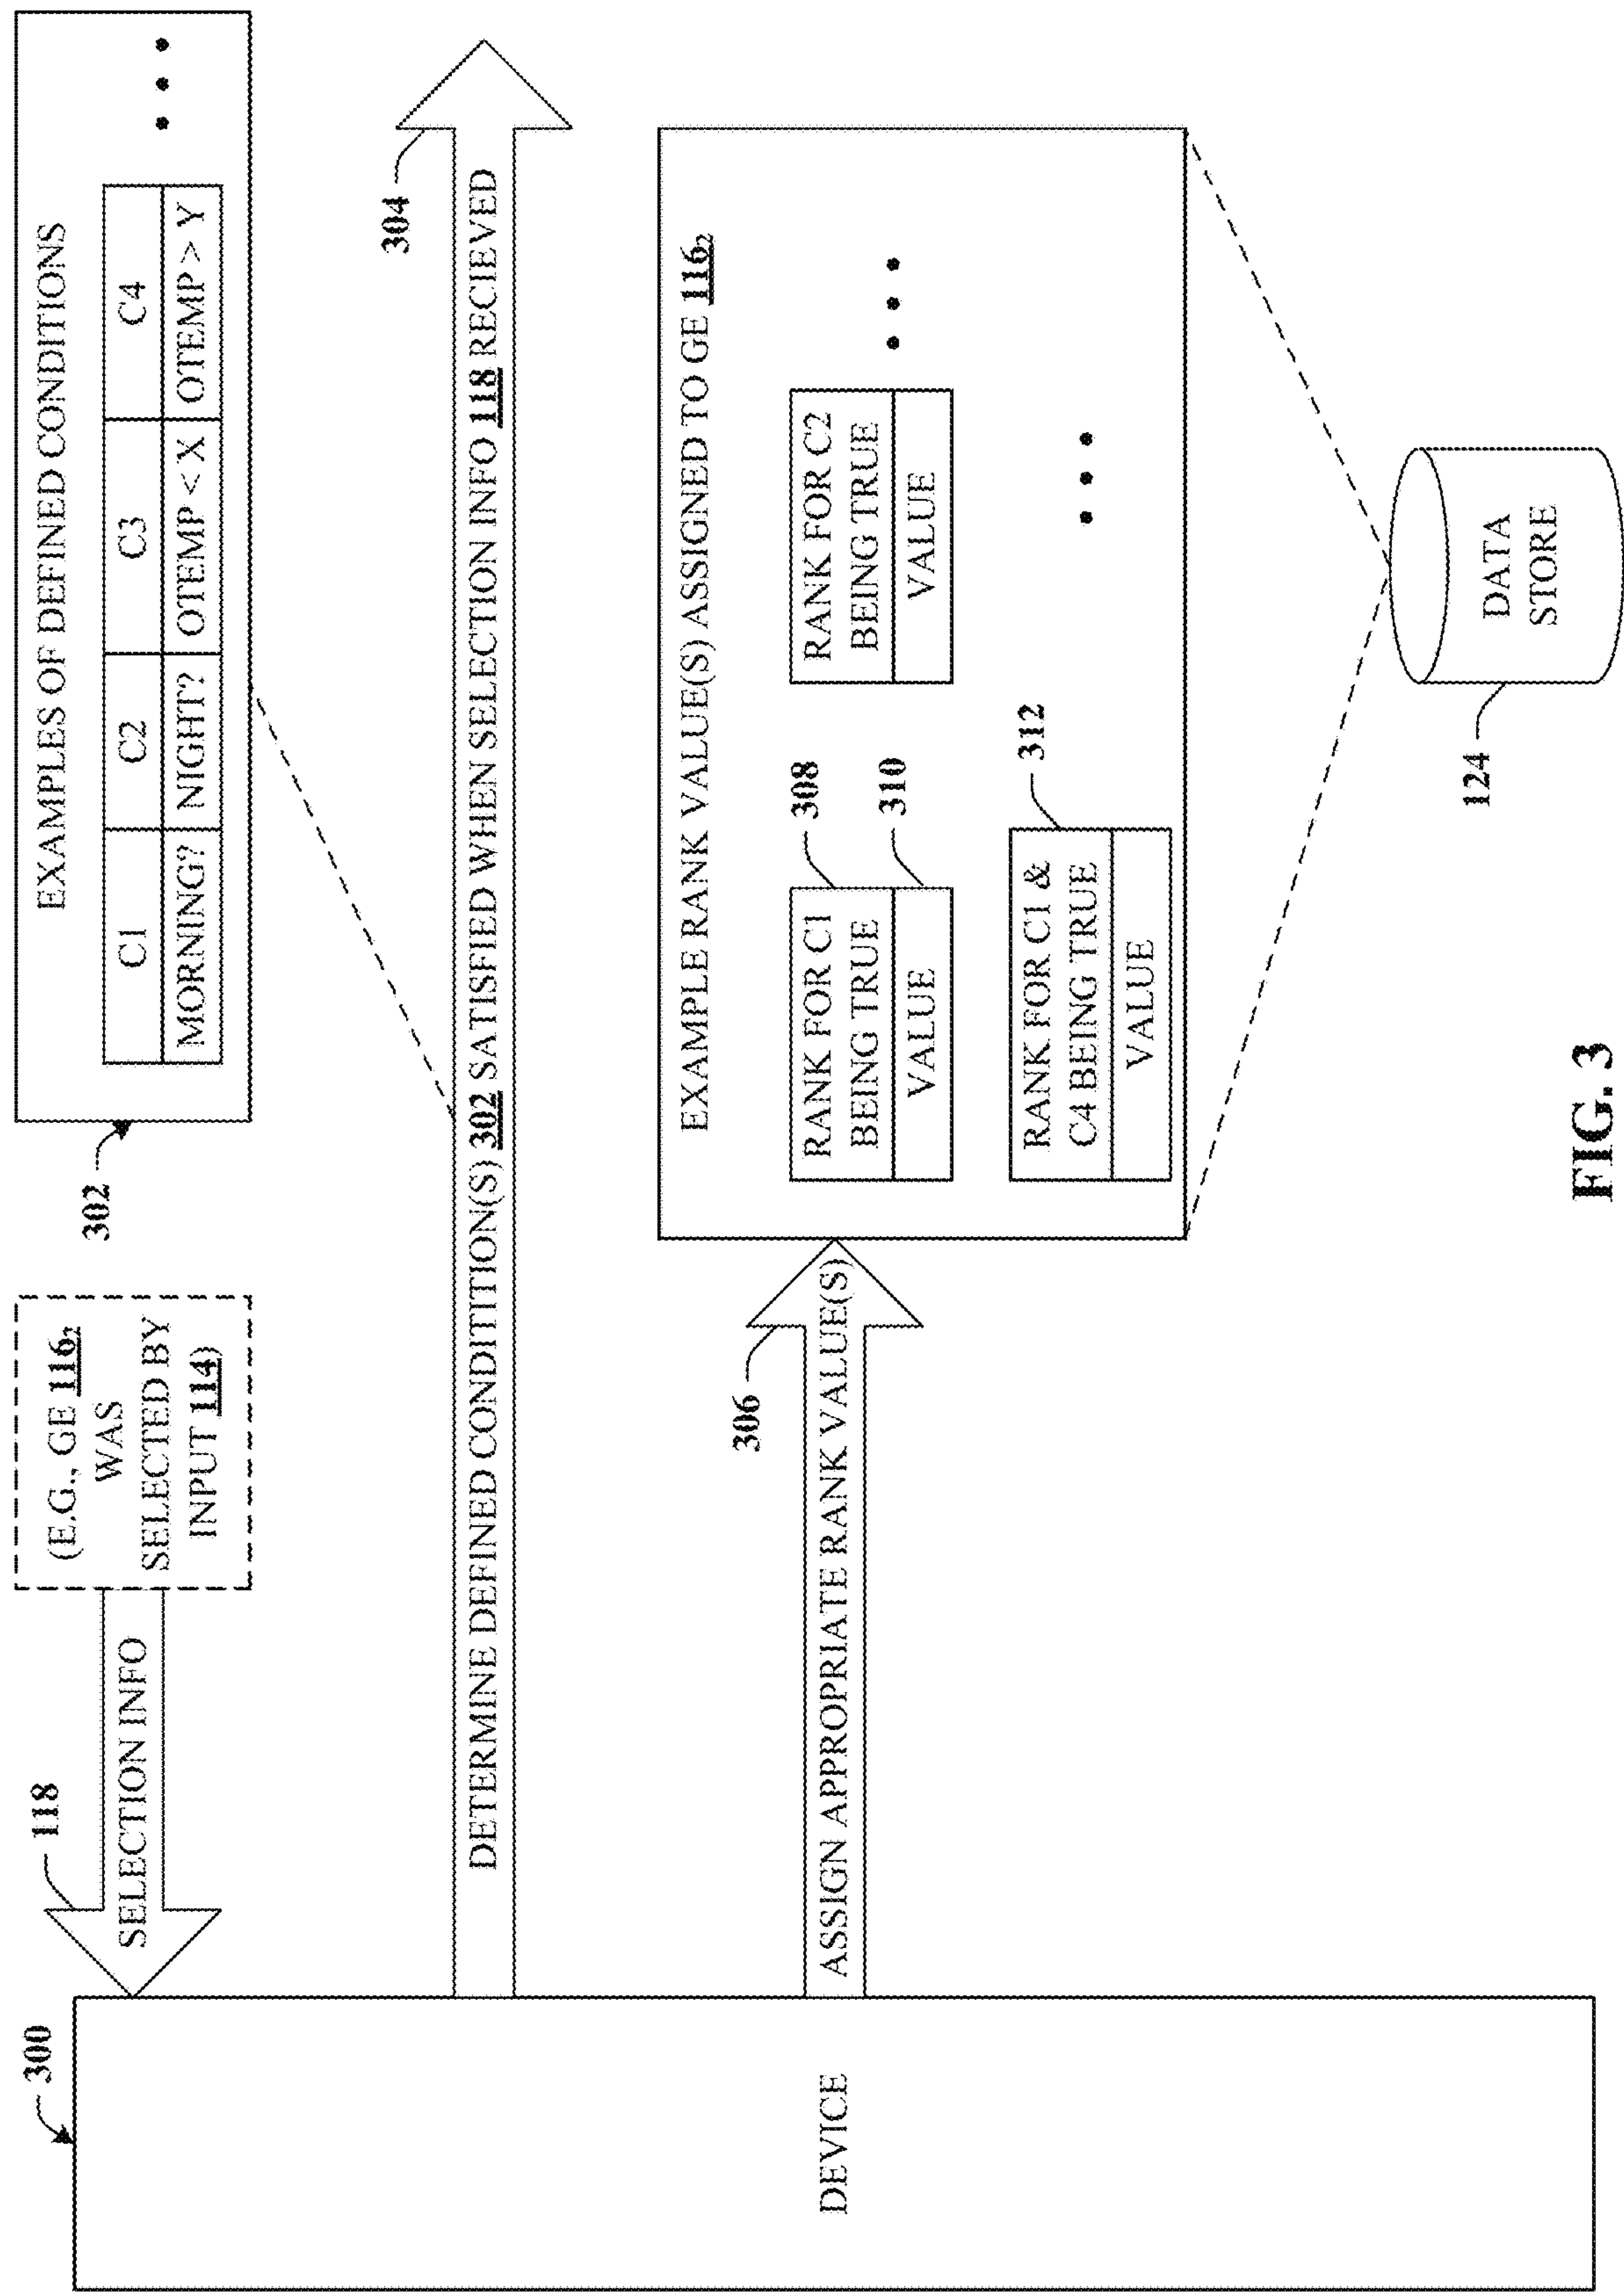 300
DEVICE
118
SELECTION INFO
(E.G., GE 116₂
WAS
SELECTED BY
INPUT 114)
302
EXAMPLES OF DEFINED CONDITIONS
C1 C2 C3 C4
MORNING? NIGHT? OTEMP < X OTEMP > Y
• • •
304
DETERMINE DEFINED CONDITITION(S) 302 SATISFIED WHEN SELECTION INFO 118 RECIEVED
306
ASSIGN APPROPRIATE RANK VALUE(S)
EXAMPLE RANK VALUE(S) ASSIGNED TO GE 116₂
RANK FOR C1
BEING TRUE
VALUE
308
310
RANK FOR C2
BEING TRUE
VALUE
• • •
RANK FOR C1 &
C4 BEING TRUE
VALUE
312
• • •
124
DATA
STORE
FIG. 3